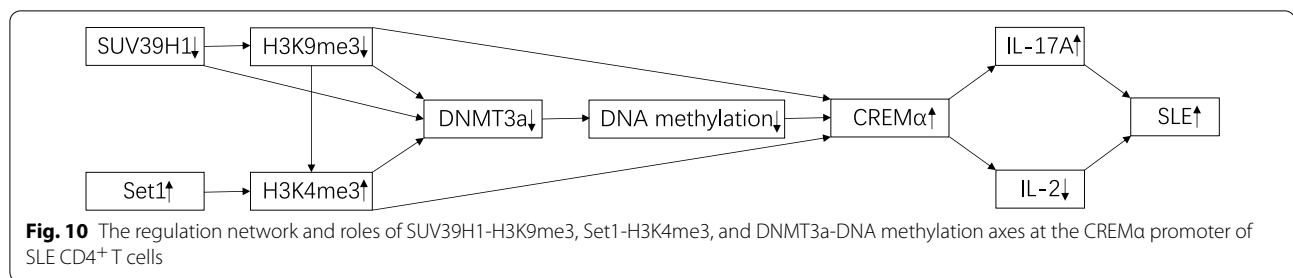 SUV39H1↓ H3K9me3↓ IL-17A↑
DNMT3a↓ DNA methylation↓ CREMα↑ SLE↑
Set1↑ H3K4me3↑ IL-2↓
Fig. 10 The regulation network and roles of SUV39H1-H3K9me3, Set1-H3K4me3, and DNMT3a-DNA methylation axes at the CREMα promoter of
SLE CD4+ T cells